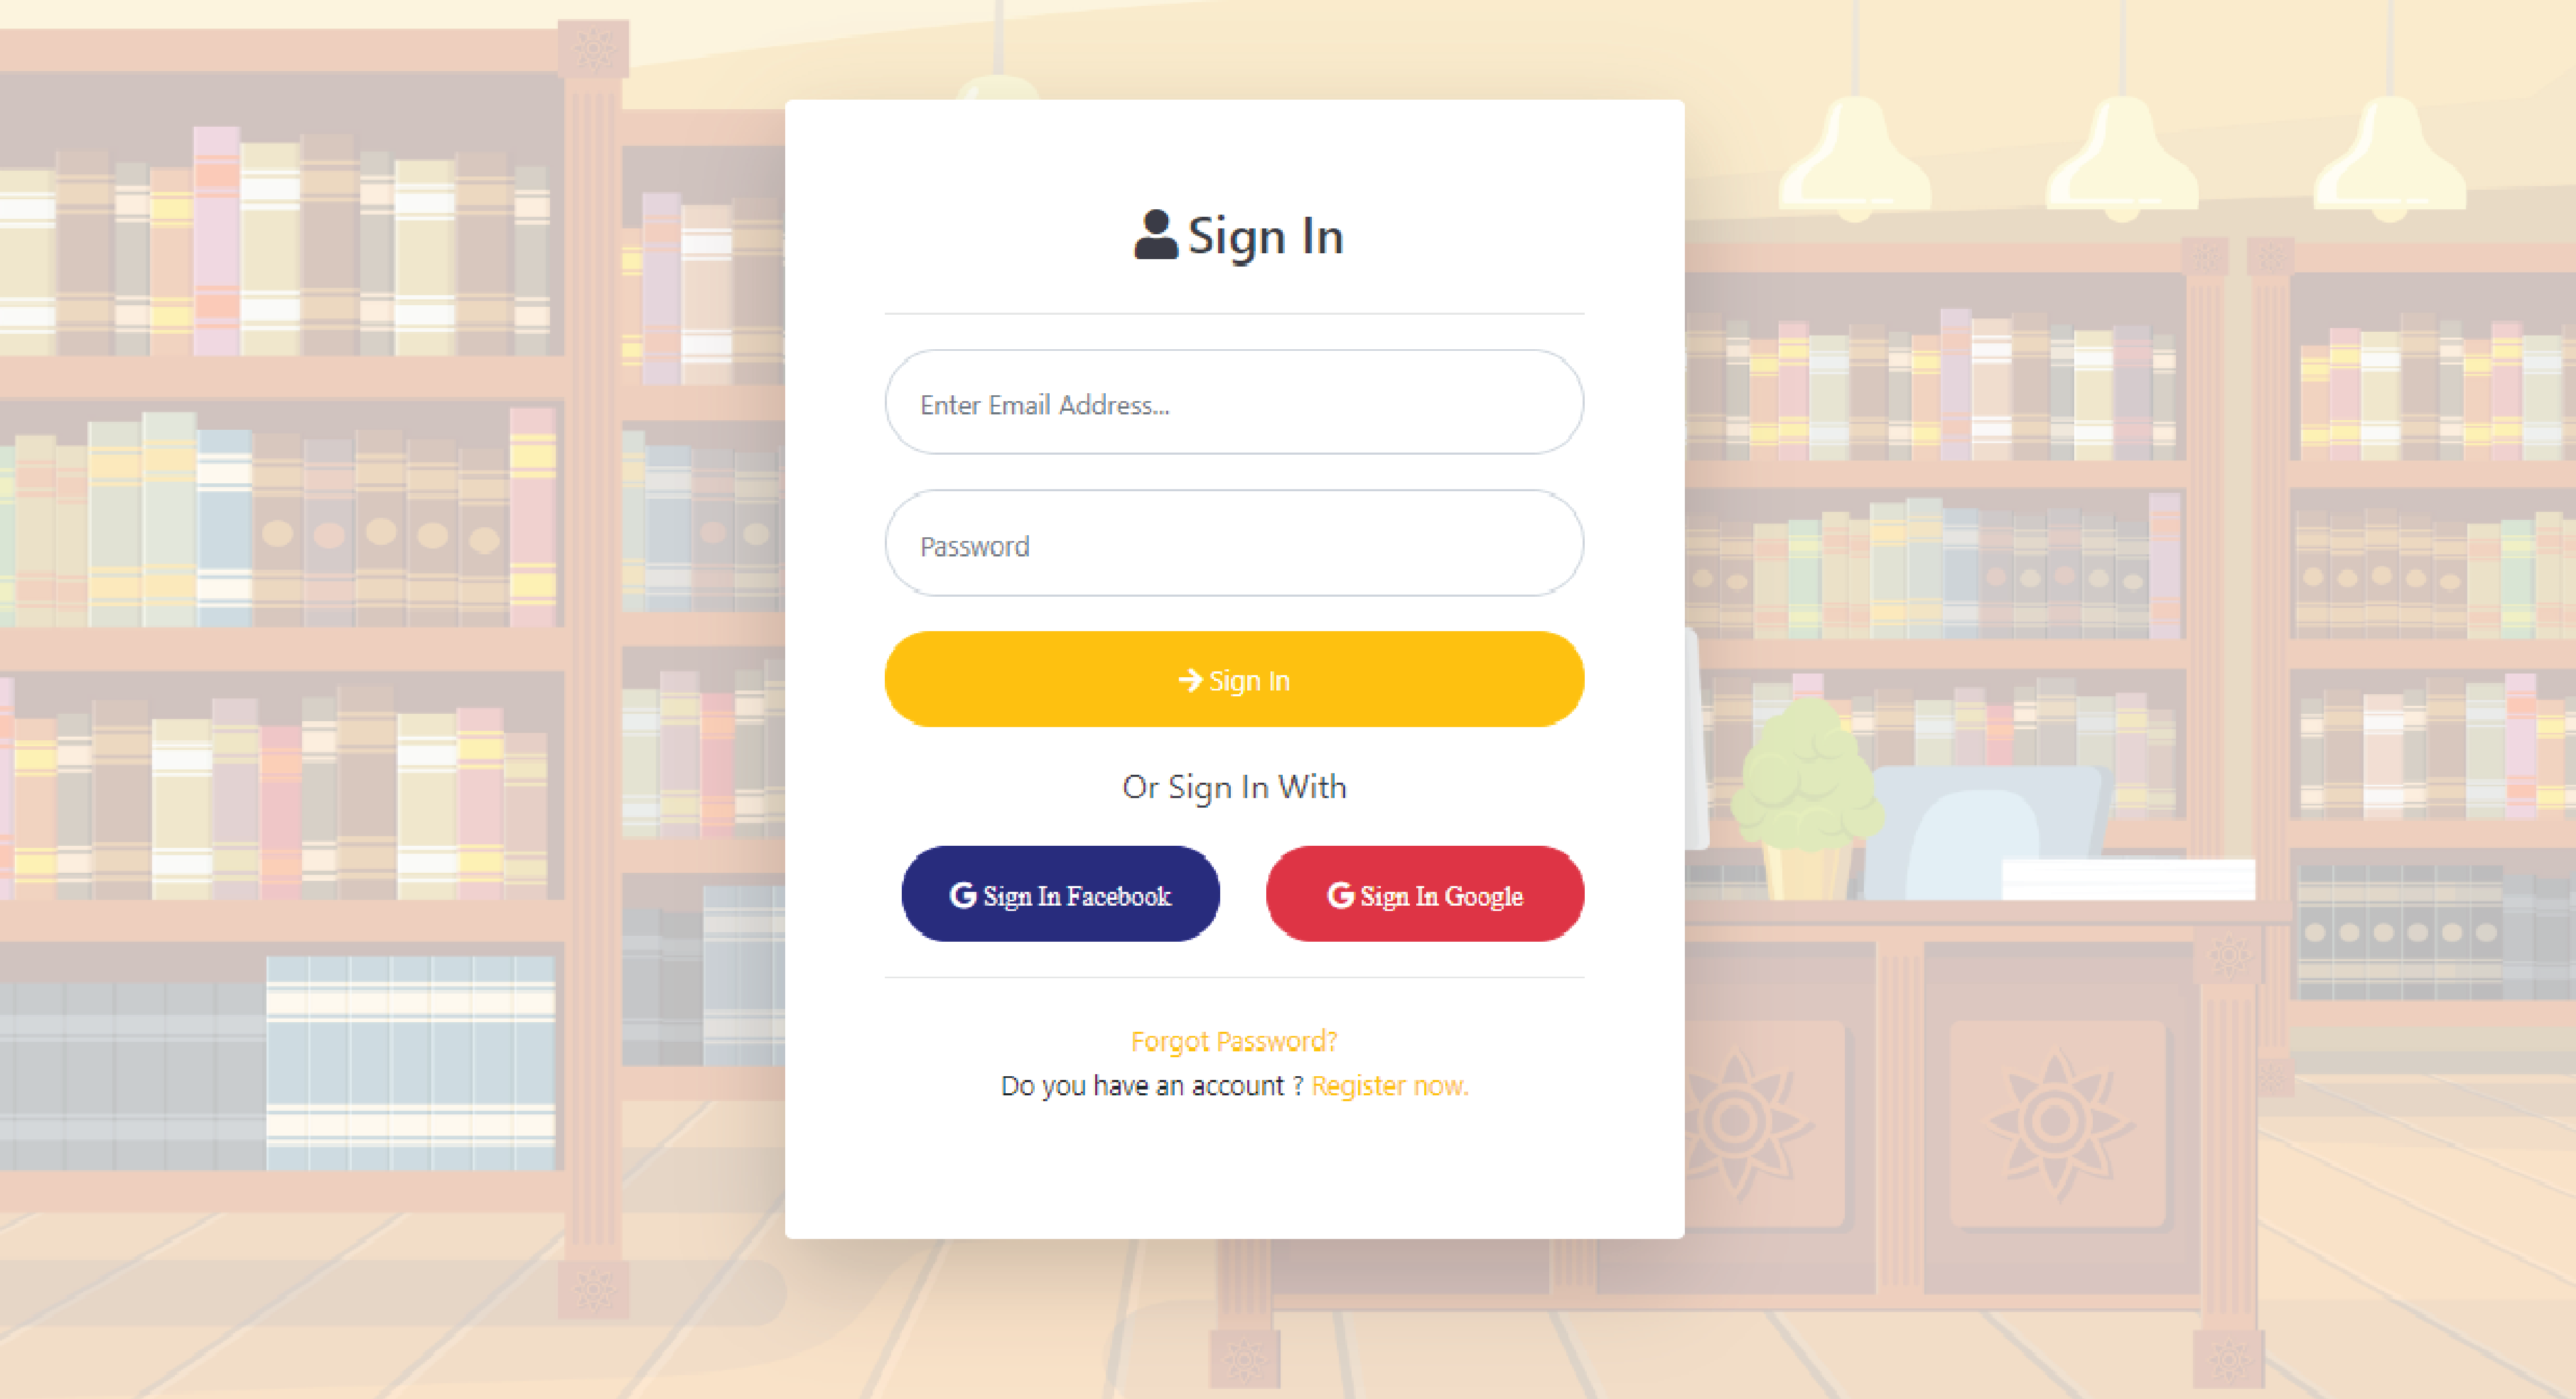 Sign In
Enter Email Address...
Password
Sign In
Or Sign In With
Sign In Facebook
Sign In Google
Forgot Password?
Do you have an account ? Register now.